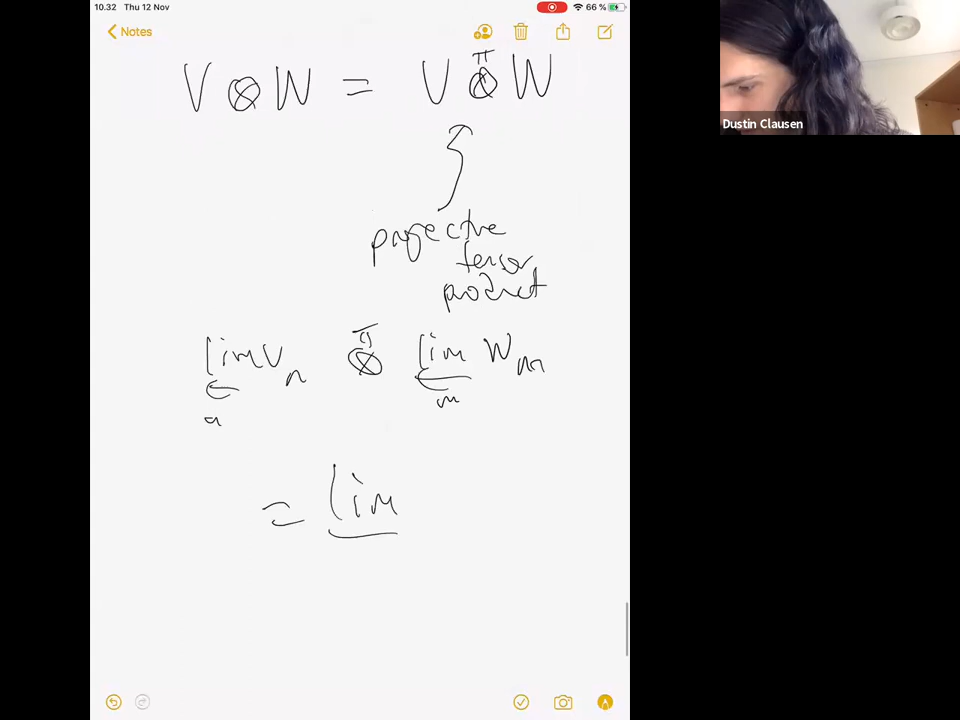 10.32 Thu 12 Nov 66 %
Notes
Dustin Clausen
V ⊗ W = V ⊗^π W
projective
tensor
product
lim V_n ⊗^π lim W_m
← n ← m
= lim